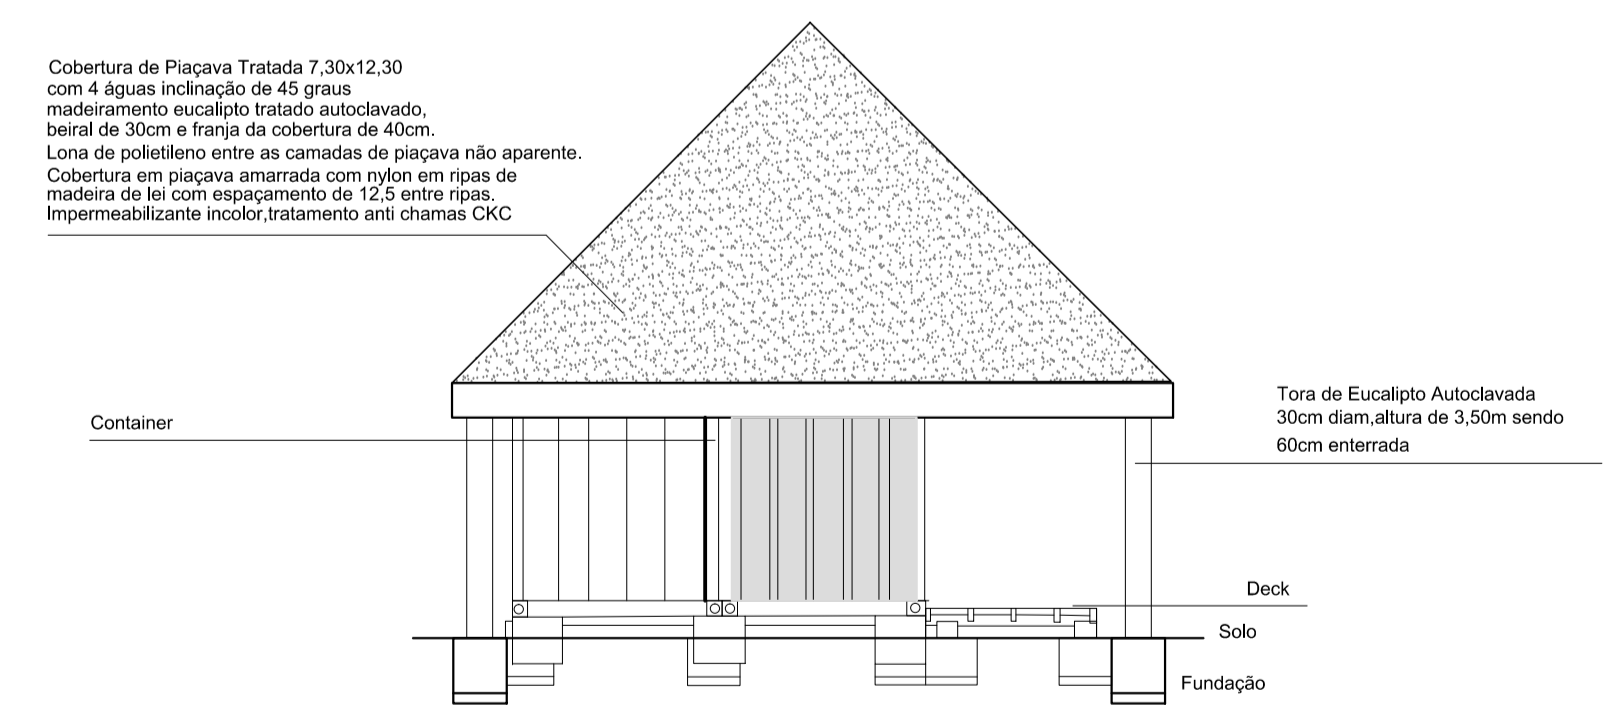 Cobertura de Piaçava Tratada 7,30x12,30
com 4 águas inclinação de 45 graus
madeiramento eucalipto tratado autoclavado,
beiral de 30cm e franja da cobertura de 40cm.
Lona de polietileno entre as camadas de piaçava não aparente.
Cobertura em piaçava amarrada com nylon em ripas de
madeira de lei com espaçamento de 12,5 entre ripas.
Impermeabilizante incolor,tratamento anti chamas CKC
Container
Tora de Eucalipto Autoclavada
30cm diam,altura de 3,50m sendo
60cm enterrada
Deck
Solo
Fundação